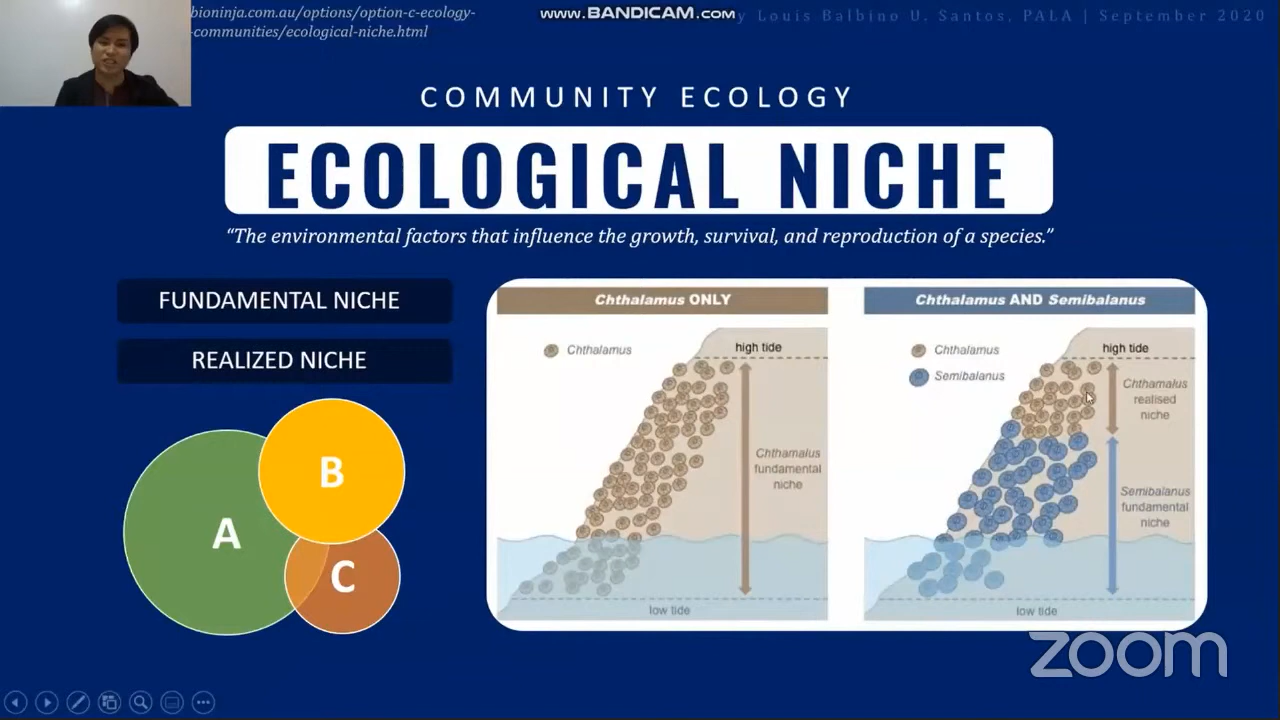 bioninja.com.au/options/option-c-ecology-
-communities/ecological-niche.html
www.BANDICAM.com
y Louis Balbino U. Santos, PALA | September 2020
COMMUNITY ECOLOGY
ECOLOGICAL NICHE
“The environmental factors that influence the growth, survival, and reproduction of a species.”
FUNDAMENTAL NICHE
REALIZED NICHE
A
B
C
Chthalamus ONLY
Chthalamus
high tide
Chthamalus
fundamental
niche
low tide
Chthalamus AND Semibalanus
Chthalamus
Semibalanus
high tide
Chthamalus
realised
niche
Semibalanus
fundamental
niche
low tide
zoom